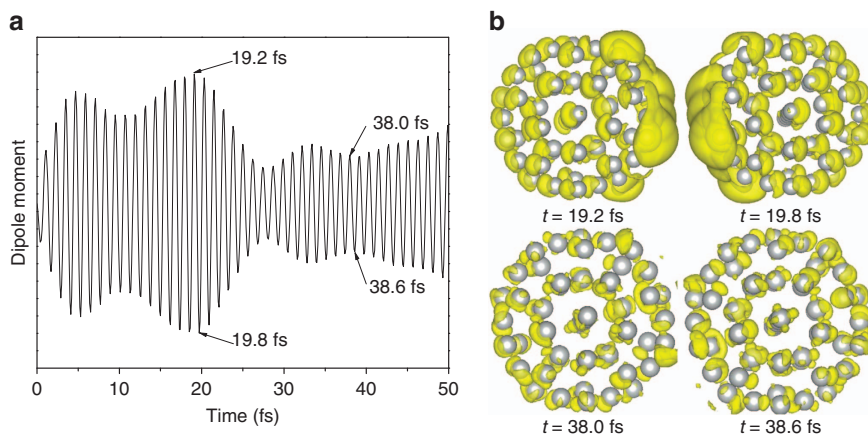 a
19.2 fs
38.0 fs
38.6 fs
19.8 fs
Dipole moment
0 10 20 30 40 50
Time (fs)
b
t = 19.2 fs t = 19.8 fs
t = 38.0 fs t = 38.6 fs